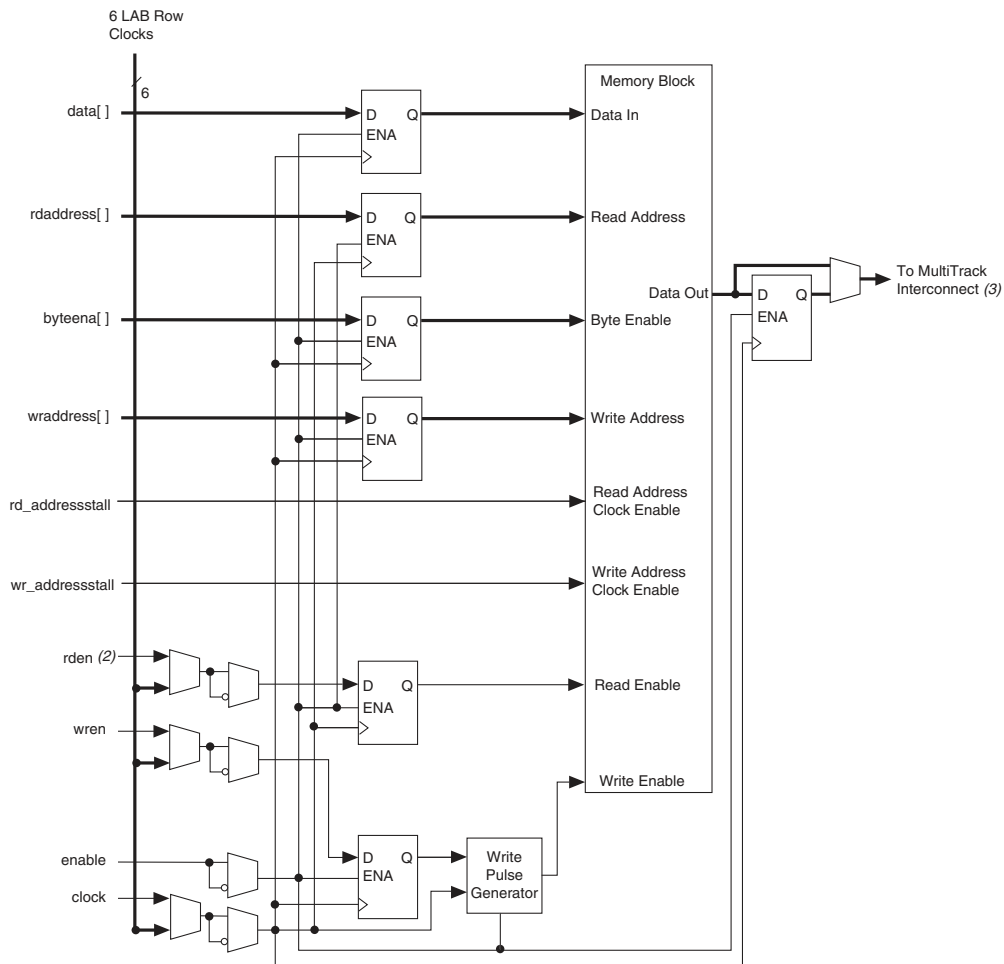 6 LAB Row
Clocks
6
Memory Block
data[ ]
D Q
ENA
Data In
rdaddress[ ]
D Q
ENA
Read Address
To MultiTrack
Interconnect (3)
Data Out
D Q
ENA
byteena[ ]
D Q
ENA
Byte Enable
wraddress[ ]
D Q
ENA
Write Address
rd_addressstall
Read Address
Clock Enable
wr_addressstall
Write Address
Clock Enable
rden (2)
D Q
ENA
Read Enable
wren
Write Enable
enable
D Q
ENA
Write
Pulse
Generator
clock